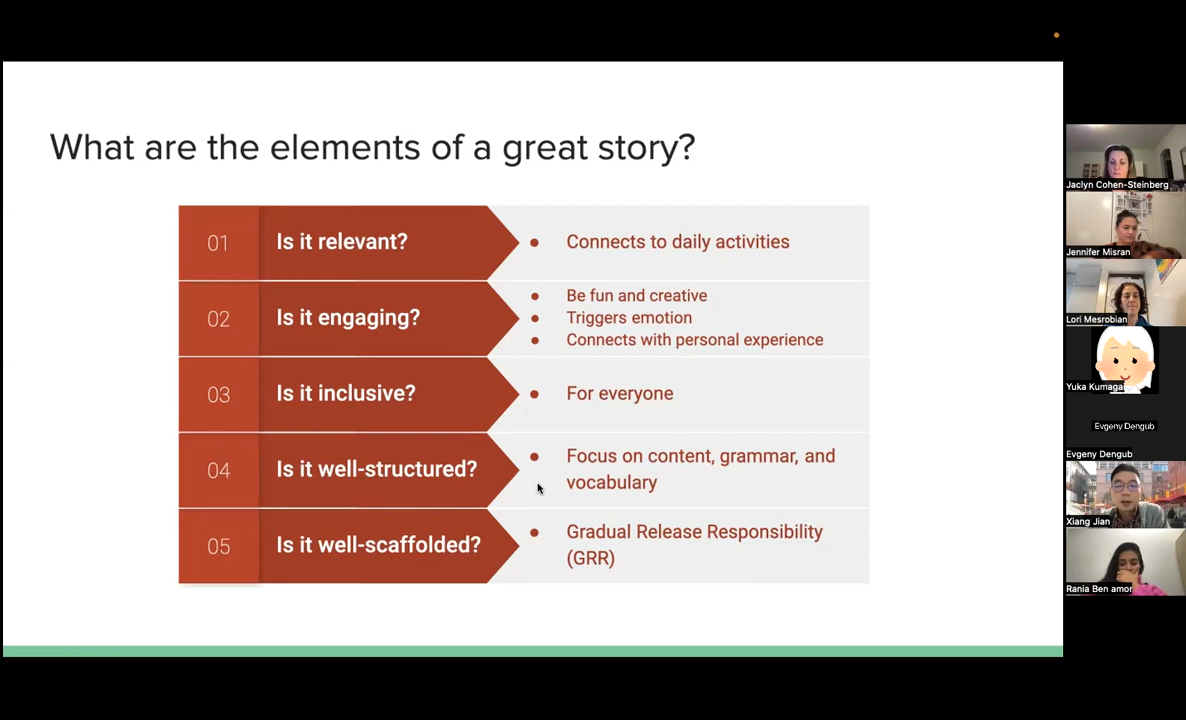 What are the elements of a great story?
01
Is it relevant?
● Connects to daily activities
02
Is it engaging?
● Be fun and creative
● Triggers emotion
● Connects with personal experience
03
Is it inclusive?
● For everyone
04
Is it well-structured?
● Focus on content, grammar, and
vocabulary
05
Is it well-scaffolded?
● Gradual Release Responsibility
(GRR)
Jaclyn Cohen-Steinberg
Jennifer Misran
Lori Mesrobian
Yuka Kumagai
Evgeny Dengub
Evgeny Dengub
Xiang Jian
Rania Ben amor